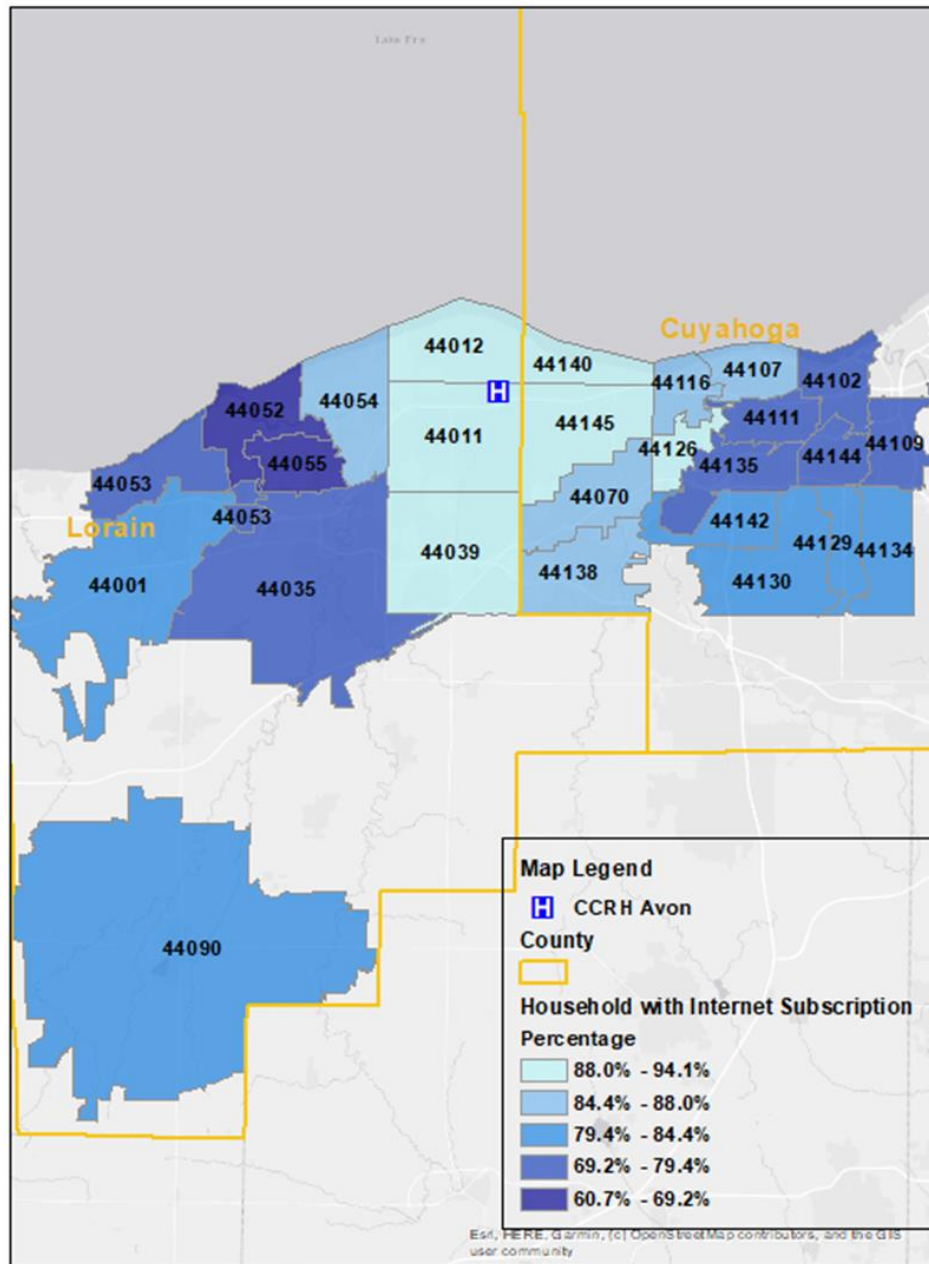 Lake Erie
Cuyahoga
44012
44140
44107
44116
44102
44054
44052
44011
44145
44111
44126
44109
44055
44135
44144
44053
44070
44053
Lorain
44142
44039
44129
44134
44138
44001
44035
44130
44090
Map Legend
H CCRH Avon
County
Household with Internet Subscription
Percentage
88.0% - 94.1%
84.4% - 88.0%
79.4% - 84.4%
69.2% - 79.4%
60.7% - 69.2%
Esri, HERE, Garmin, (c) OpenStreetMap contributors, and the GIS
user community
H